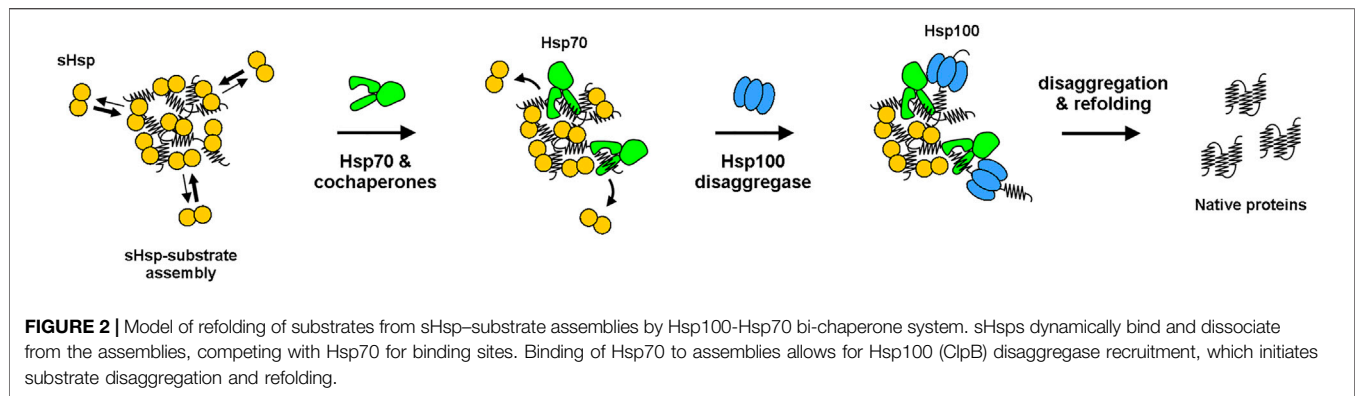 sHsp
sHsp-substrate
assembly
Hsp70 &
cochaperones
Hsp70
Hsp100
disaggregase
Hsp100
disaggregation
& refolding
Native proteins
FIGURE 2 | Model of refolding of substrates from sHsp–substrate assemblies by Hsp100-Hsp70 bi-chaperone system. sHsps dynamically bind and dissociate
from the assemblies, competing with Hsp70 for binding sites. Binding of Hsp70 to assemblies allows for Hsp100 (ClpB) disaggregase recruitment, which initiates
substrate disaggregation and refolding.